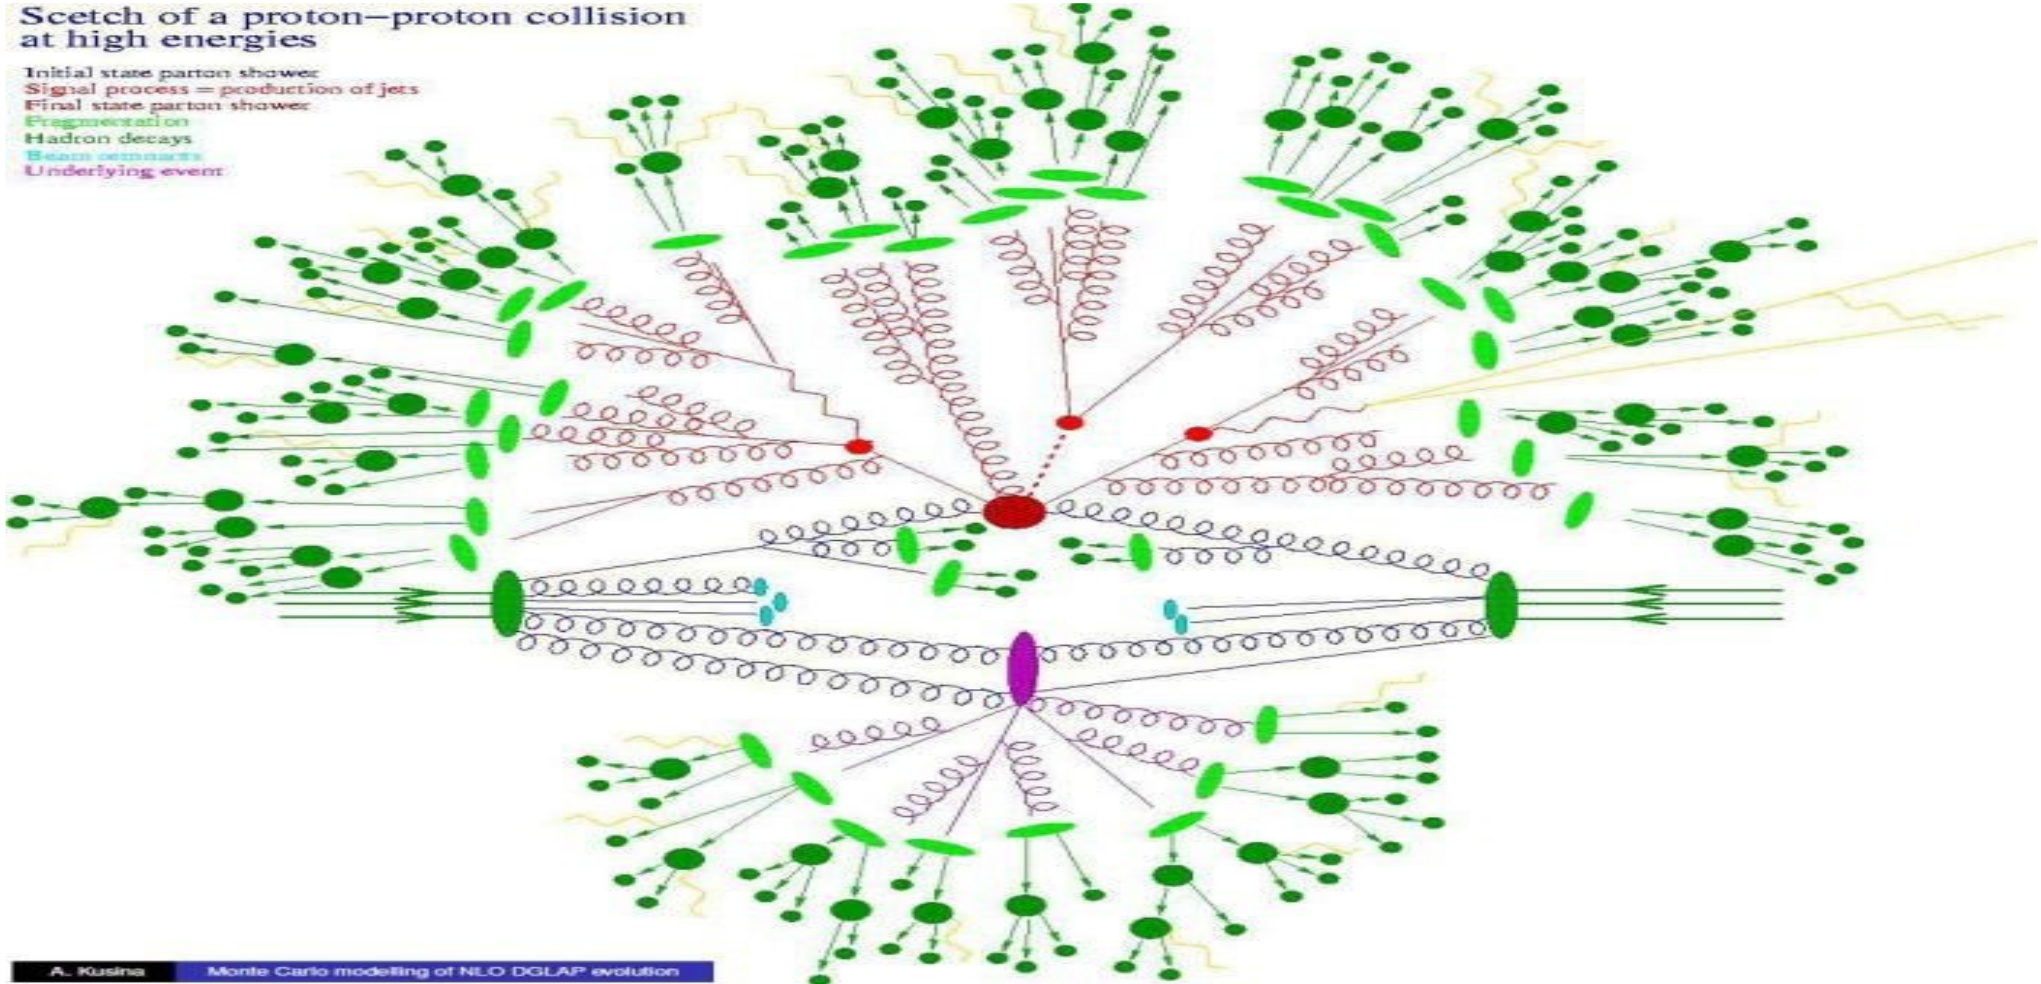 Scetch of a proton–proton collision
at high energies
Initial state parton shower
Signal process = production of jets
Final state parton shower
Fragmentation
Hadron decays
Beam remnants
Underlying event
A. Kusina
Monte Carlo modelling of NLO DGLAP evolution